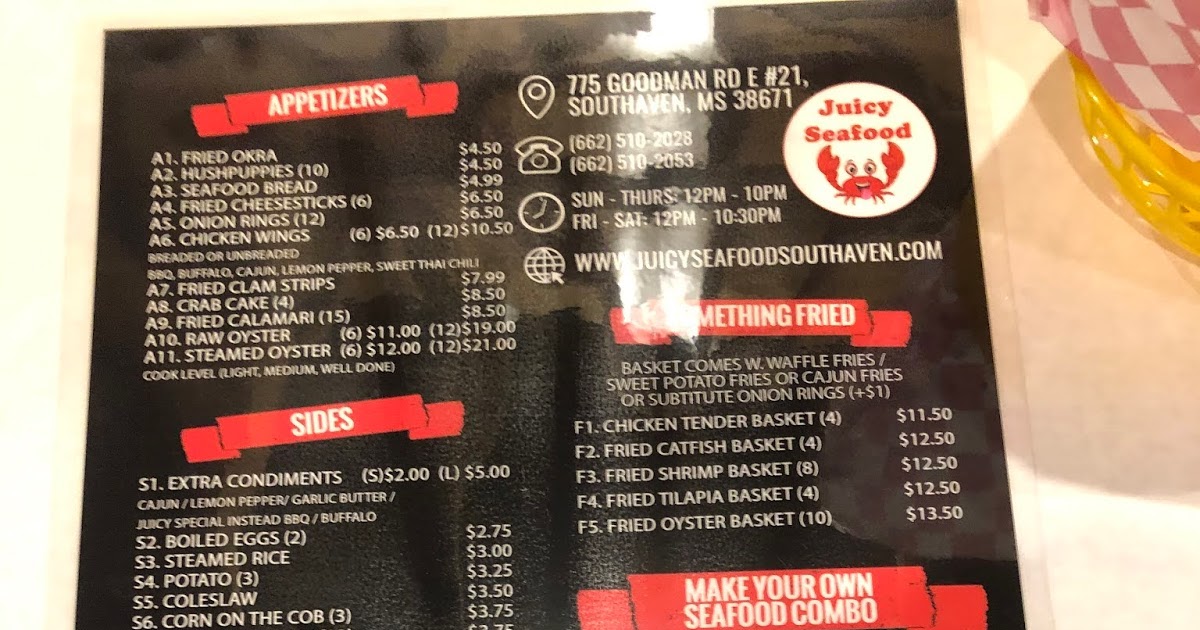 APPETIZERS
A1. FRIED OKRA $4.50
A2. HUSHPUPPIES (10) $4.50
A3. SEAFOOD BREAD $4.99
A4. FRIED CHEESESTICKS (6) $6.50
A5. ONION RINGS (12) $6.50
A6. CHICKEN WINGS (6) $6.50 (12) $10.50
BREADED OR UNBREADED
BBQ, BUFFALO, CAJUN, LEMON PEPPER, SWEET THAI CHILI
A7. FRIED CLAM STRIPS $7.99
A8. CRAB CAKE (4) $8.50
A9. FRIED CALAMARI (15) $8.50
A10. RAW OYSTER (6) $11.00 (12) $19.00
A11. STEAMED OYSTER (6) $12.00 (12) $21.00
COOK LEVEL (LIGHT, MEDIUM, WELL DONE)
SIDES
S1. EXTRA CONDIMENTS (S) $2.00 (L) $5.00
CAJUN / LEMON PEPPER/ GARLIC BUTTER /
JUICY SPECIAL INSTEAD BBQ / BUFFALO
S2. BOILED EGGS (2) $2.75
S3. STEAMED RICE $3.00
S4. POTATO (3) $3.25
S5. COLESLAW $3.50
S6. CORN ON THE COB (3) $3.75
775 GOODMAN RD E #21,
SOUTHAVEN, MS 38671
(662) 510-2028
(662) 510-2053
SUN - THURS: 12PM - 10PM
FRI - SAT: 12PM - 10:30PM
WWW.JUICYSEAFOODSOUTHAVEN.COM
Juicy
Seafood
FRIED
BASKET COMES W. WAFFLE FRIES /
SWEET POTATO FRIES OR CAJUN FRIES
OR SUBTITUTE ONION RINGS (+$1)
F1. CHICKEN TENDER BASKET (4) $11.50
F2. FRIED CATFISH BASKET (4) $12.50
F3. FRIED SHRIMP BASKET (8) $12.50
F4. FRIED TILAPIA BASKET (4) $12.50
F5. FRIED OYSTER BASKET (10) $13.50
MAKE YOUR OWN
SEAFOOD COMBO